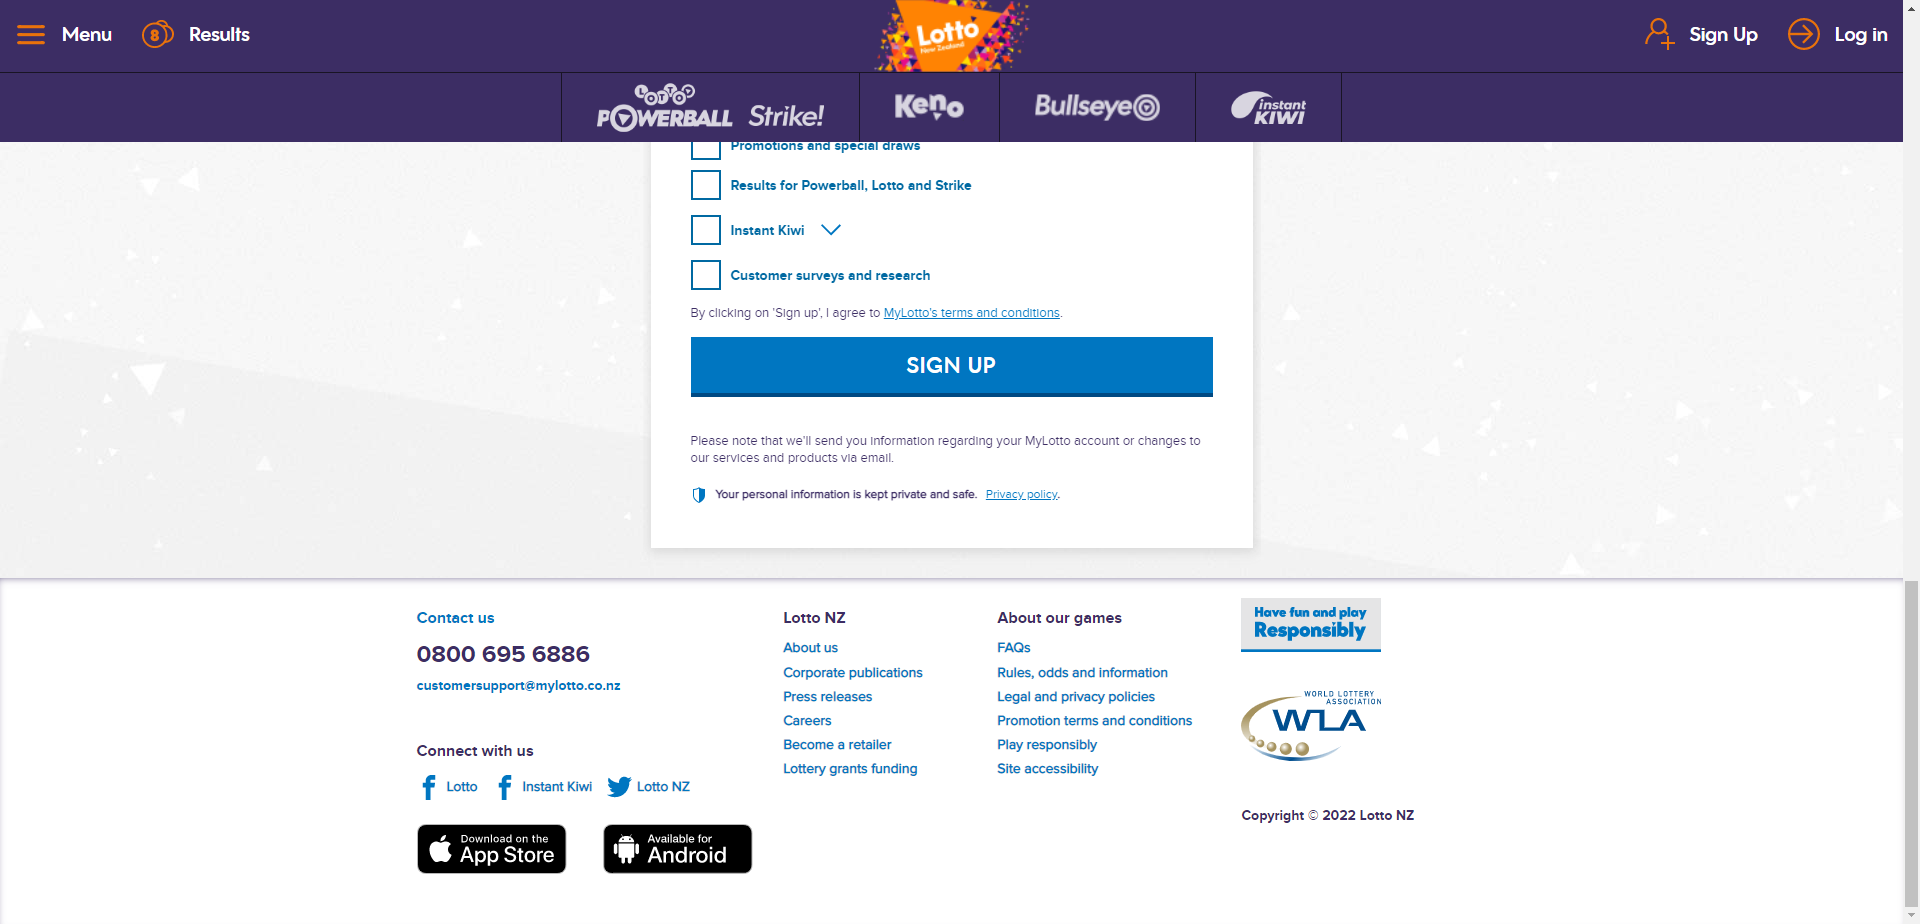 Menu
8
Results
Lotto
New Zealand
Sign Up
Log in
LOTTO
POWERBALL Strike!
Keno
Bullseye
instant
KIWI
Promotions and special draws
Results for Powerball, Lotto and Strike
Instant Kiwi
Customer surveys and research
By clicking on 'Sign up', I agree to MyLotto's terms and conditions.
SIGN UP
Please note that we'll send you information regarding your MyLotto account or changes to
our services and products via email.
Your personal information is kept private and safe. Privacy policy.
Contact us
0800 695 6886
customersupport@mylotto.co.nz
Connect with us
Lotto
Instant Kiwi
Lotto NZ
Download on the
App Store
Available for
Android
Lotto NZ
About us
Corporate publications
Press releases
Careers
Become a retailer
Lottery grants funding
About our games
FAQs
Rules, odds and information
Legal and privacy policies
Promotion terms and conditions
Play responsibly
Site accessibility
Have fun and play
Responsibly
WORLD LOTTERY
ASSOCIATION
WLA
Copyright © 2022 Lotto NZ